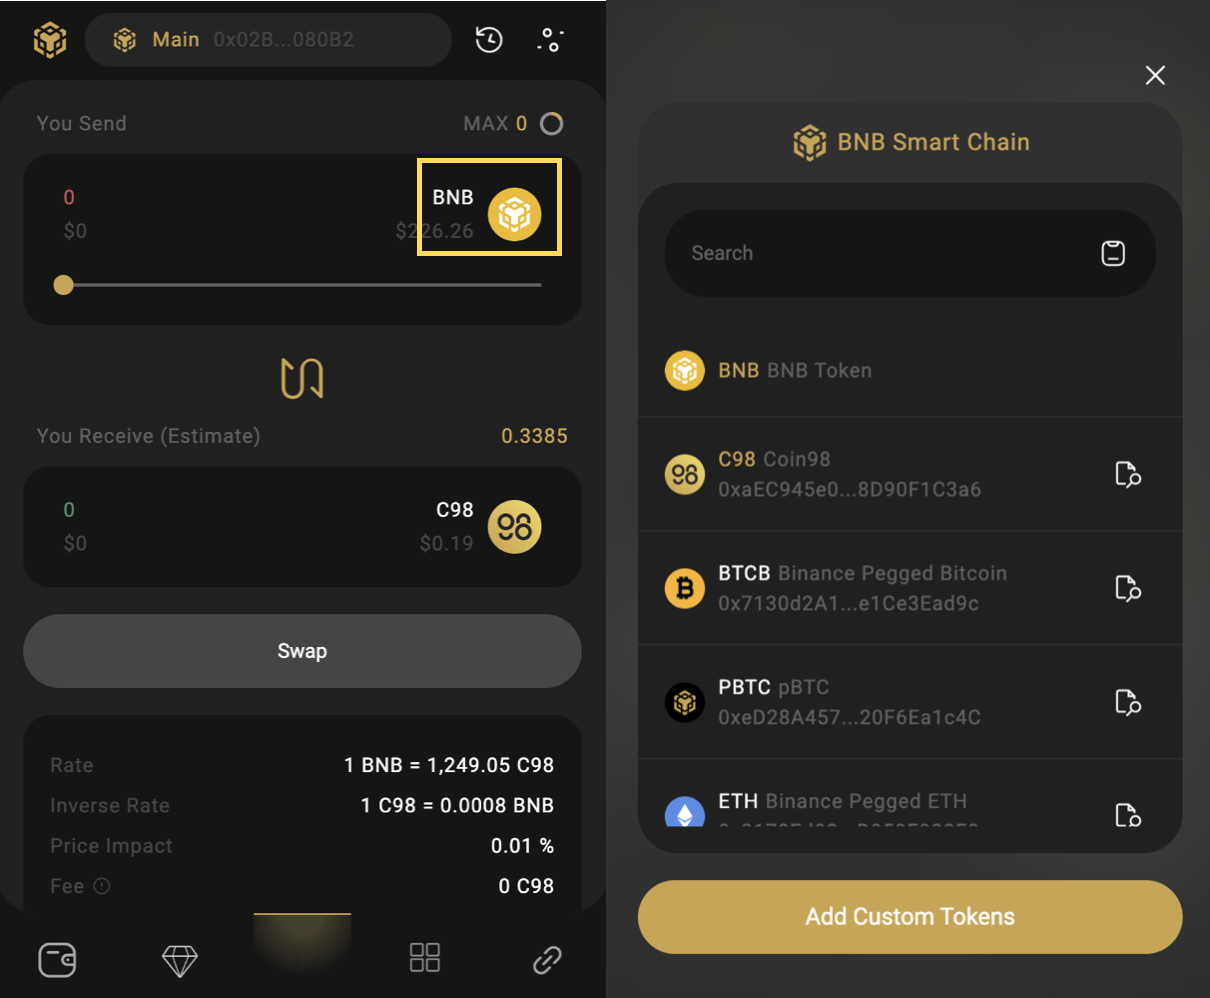 Main 0x02B...080B2
You Send
MAX 0
0
BNB
$0
$226.26
You Receive (Estimate)
0.3385
0
C98
$0
$0.19
Swap
Rate
1 BNB = 1,249.05 C98
Inverse Rate
1 C98 = 0.0008 BNB
Price Impact
0.01 %
Fee
0 C98
BNB Smart Chain
Search
BNB BNB Token
C98 Coin98
0xaEC945e0...8D90F1C3a6
BTCB Binance Pegged Bitcoin
0x7130d2A1...e1Ce3Ead9c
PBTC pBTC
0xeD28A457...20F6Ea1c4C
ETH Binance Pegged ETH
Add Custom Tokens